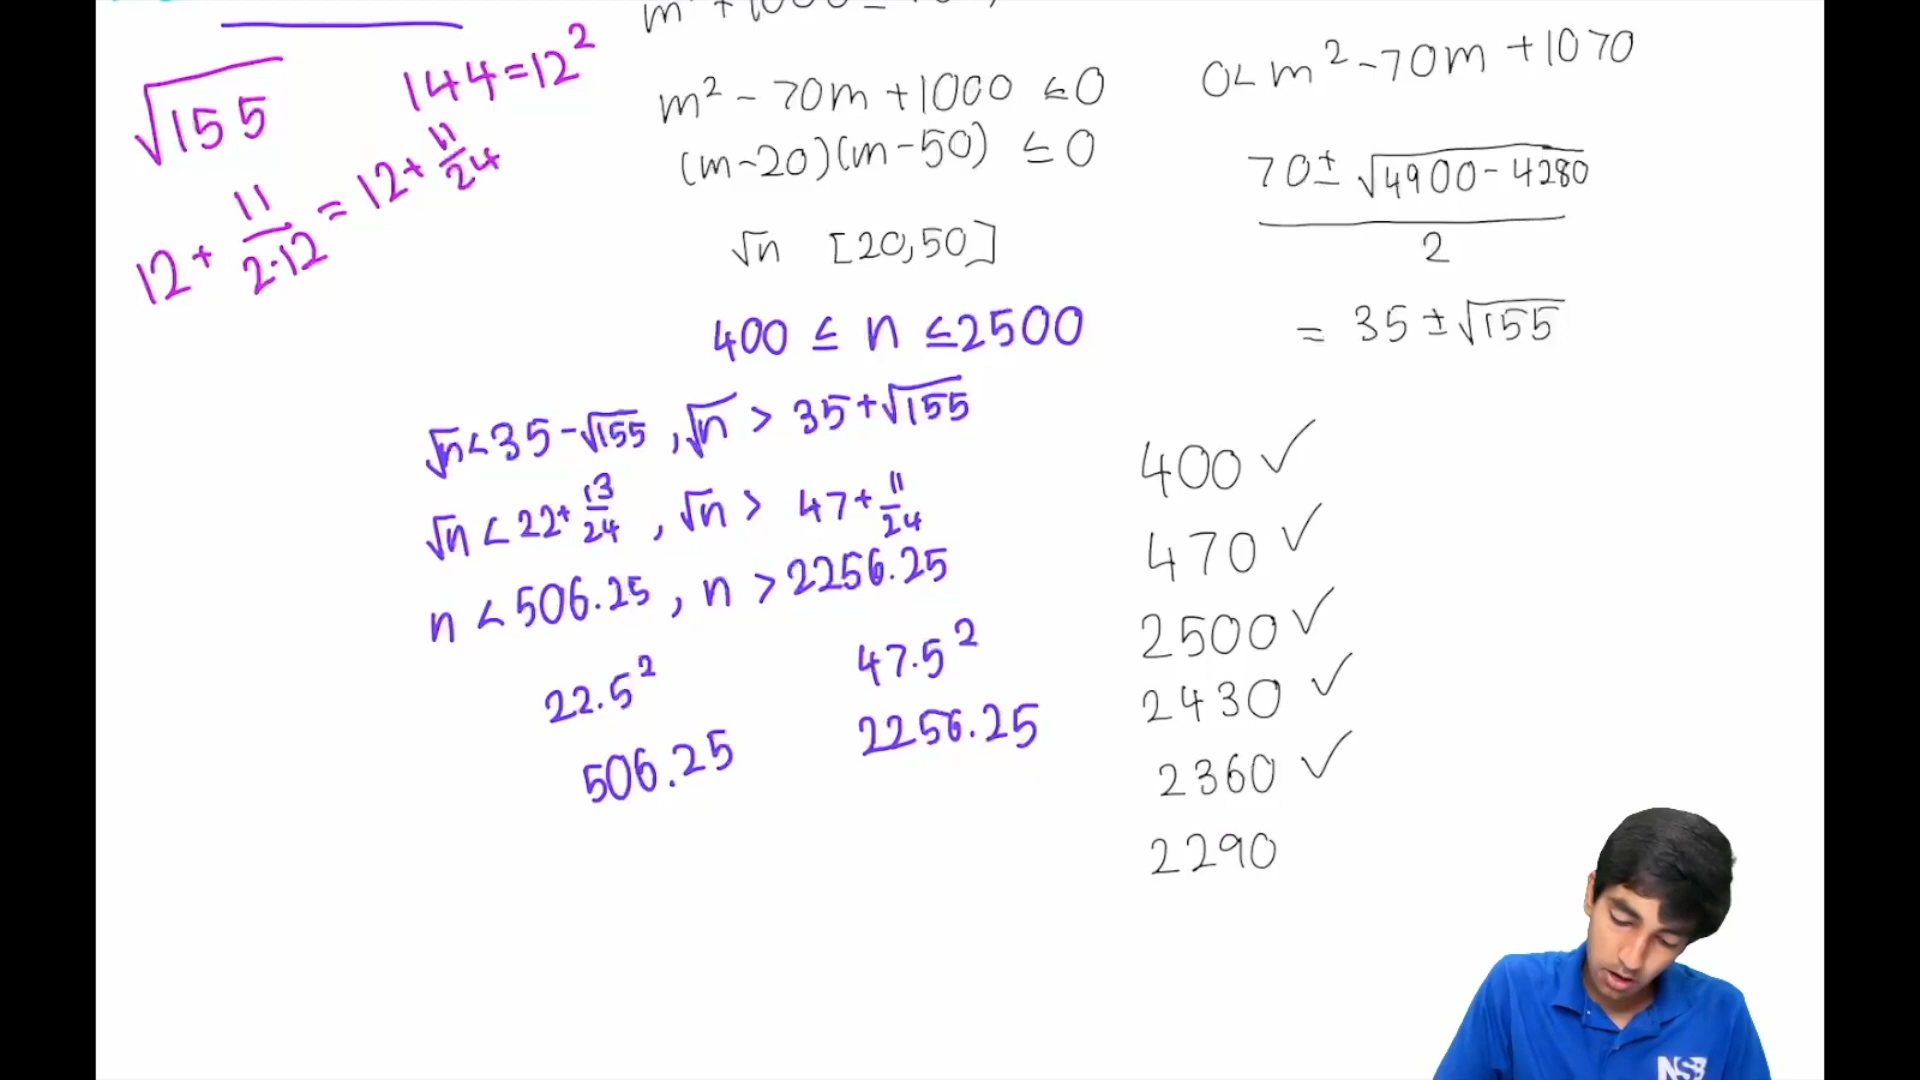 √155
144=12²
12+ 11/2·12 = 12+ 11/24
m²-70m+1000 ≤0
(m-20)(m-50) ≤0
√n [20,50]
400 ≤ n ≤2500
√n<35-√155 , √n > 35+√155
√n <22+ 13/24 , √n > 47+ 11/24
n <506.25 , n >2256.25
22.5²
506.25
47.5²
2256.25
0< m²-70m+1070
70± √4900-4280
2
= 35±√155
400 ✓
470 ✓
2500 ✓
2430 ✓
2360 ✓
2290
NSB